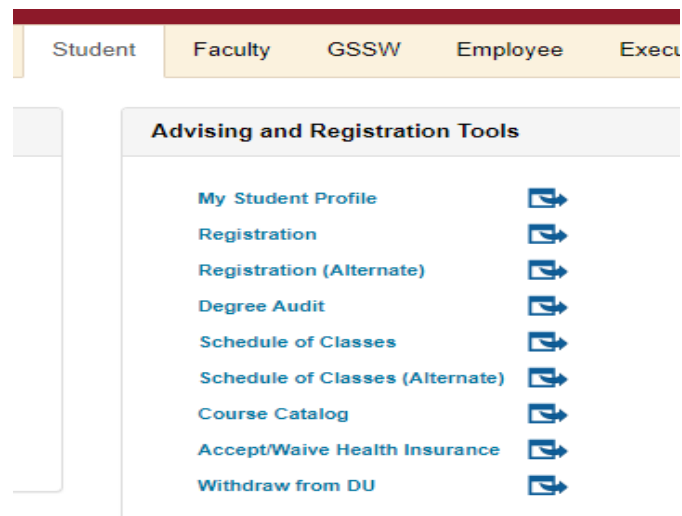 Student Faculty GSSW Employee Execu
Advising and Registration Tools
My Student Profile
Registration
Registration (Alternate)
Degree Audit
Schedule of Classes
Schedule of Classes (Alternate)
Course Catalog
Accept/Waive Health Insurance
Withdraw from DU